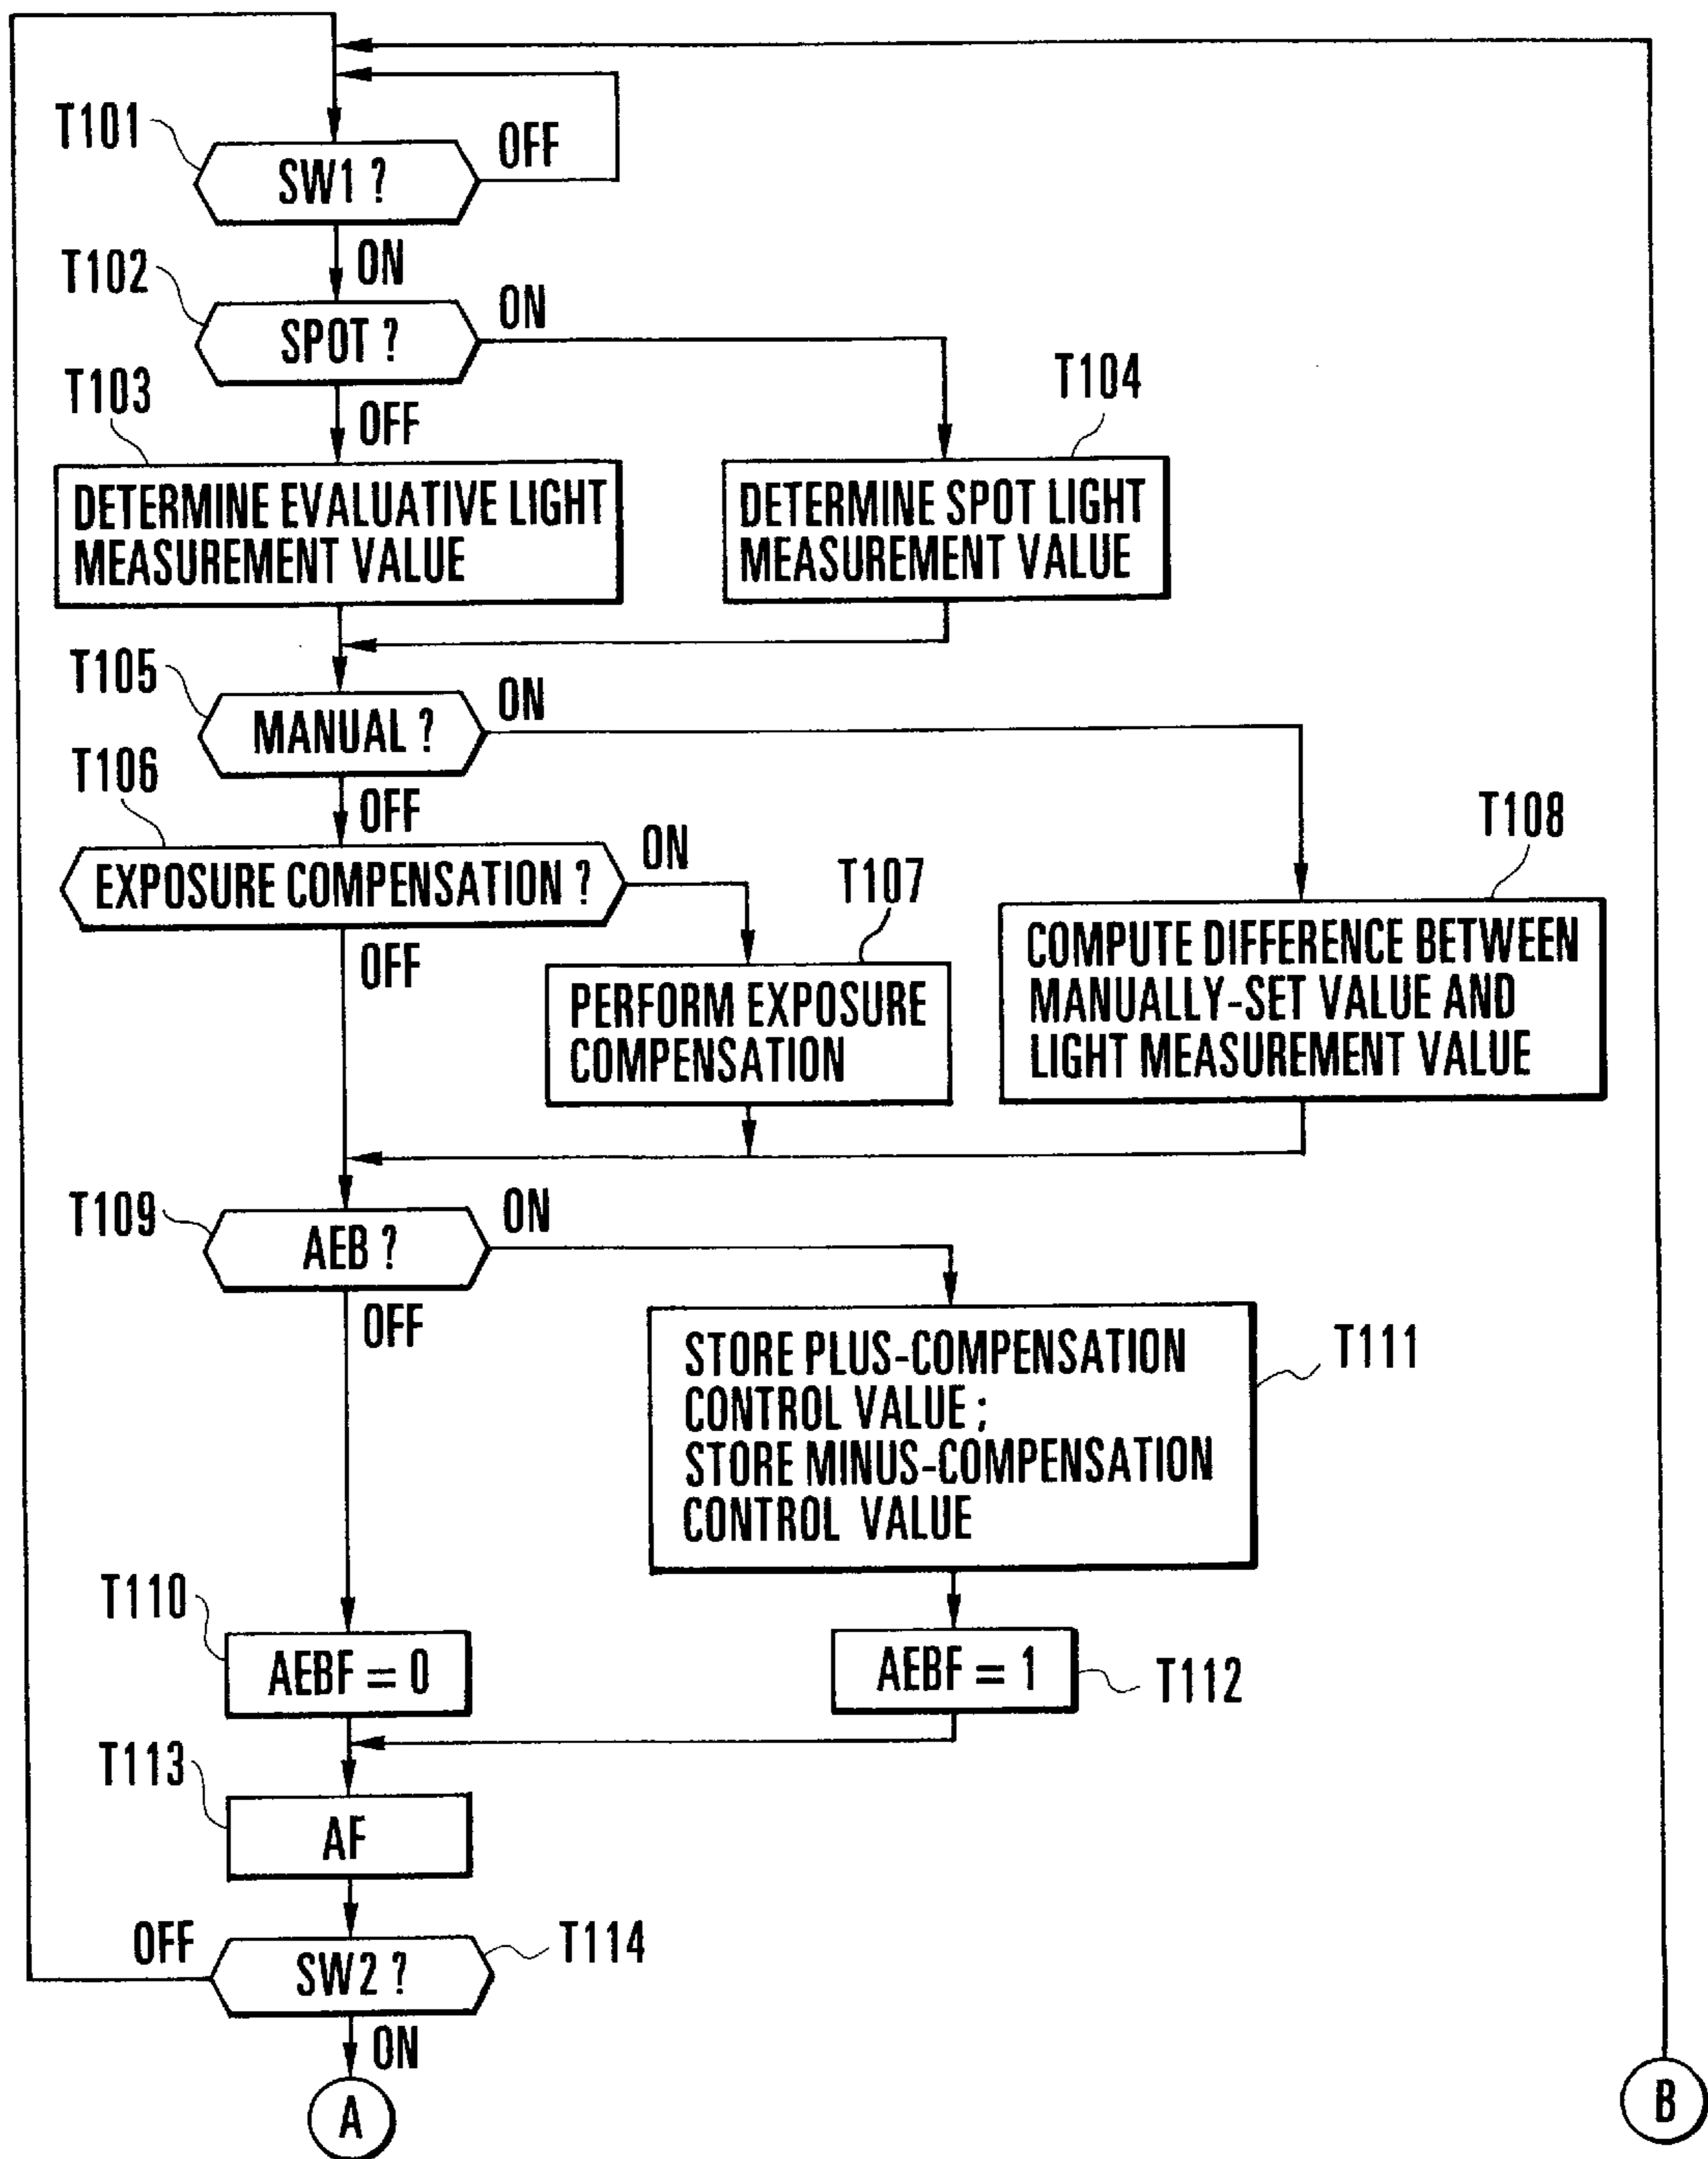 T101
SW1 ?
OFF
ON
T102
SPOT ?
ON
OFF
T103
DETERMINE EVALUATIVE LIGHT
MEASUREMENT VALUE
T104
DETERMINE SPOT LIGHT
MEASUREMENT VALUE
T105
MANUAL ?
ON
OFF
T106
EXPOSURE COMPENSATION ?
ON
OFF
T107
PERFORM EXPOSURE
COMPENSATION
T108
COMPUTE DIFFERENCE BETWEEN
MANUALLY-SET VALUE AND
LIGHT MEASUREMENT VALUE
T109
AEB ?
ON
OFF
STORE PLUS-COMPENSATION
CONTROL VALUE ;
STORE MINUS-COMPENSATION
CONTROL VALUE
T111
T110
AEBF = 0
AEBF = 1
T112
T113
AF
OFF
SW2 ?
T114
ON
A
B